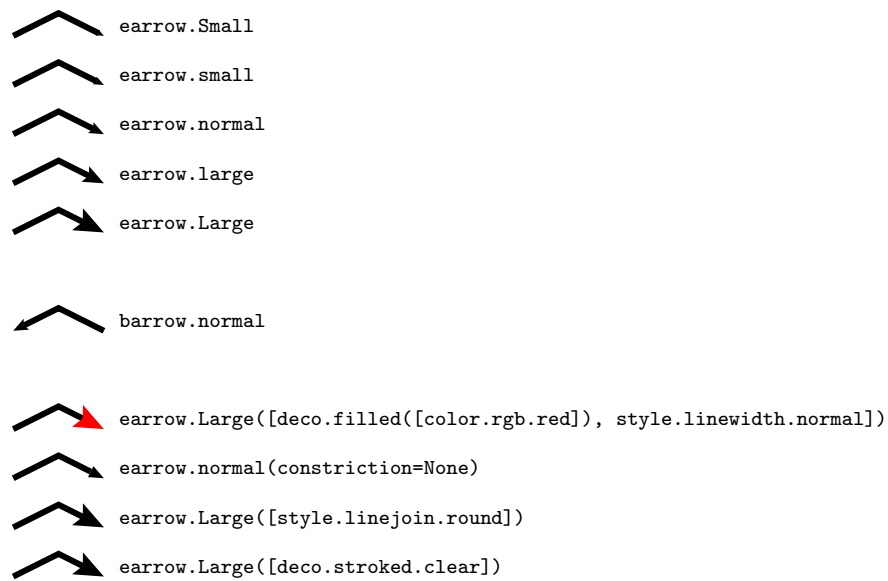 earrow.Small
earrow.small
earrow.normal
earrow.large
earrow.Large
barrow.normal
earrow.Large([deco.filled([color.rgb.red]), style.linewidth.normal])
earrow.normal(constriction=None)
earrow.Large([style.linejoin.round])
earrow.Large([deco.stroked.clear])